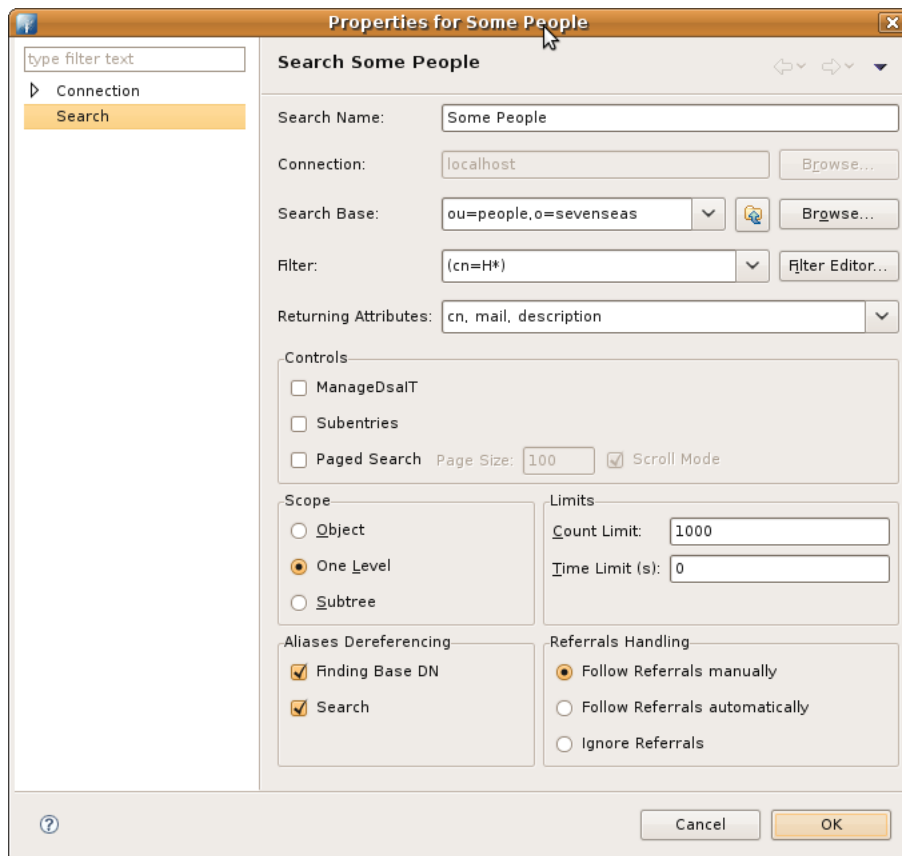 Properties for Some People
type filter text
Connection
Search
Search Some People
Search Name: Some People
Connection: localhost Browse...
Search Base: ou=people,o=sevenseas Browse...
Filter: (cn=H*) Filter Editor...
Returning Attributes: cn, mail, description
Controls
ManageDsaIT
Subentries
Paged Search Page Size: 100 Scroll Mode
Scope
Object
One Level
Subtree
Limits
Count Limit: 1000
Time Limit (s): 0
Aliases Dereferencing
Finding Base DN
Search
Referrals Handling
Follow Referrals manually
Follow Referrals automatically
Ignore Referrals
Cancel OK